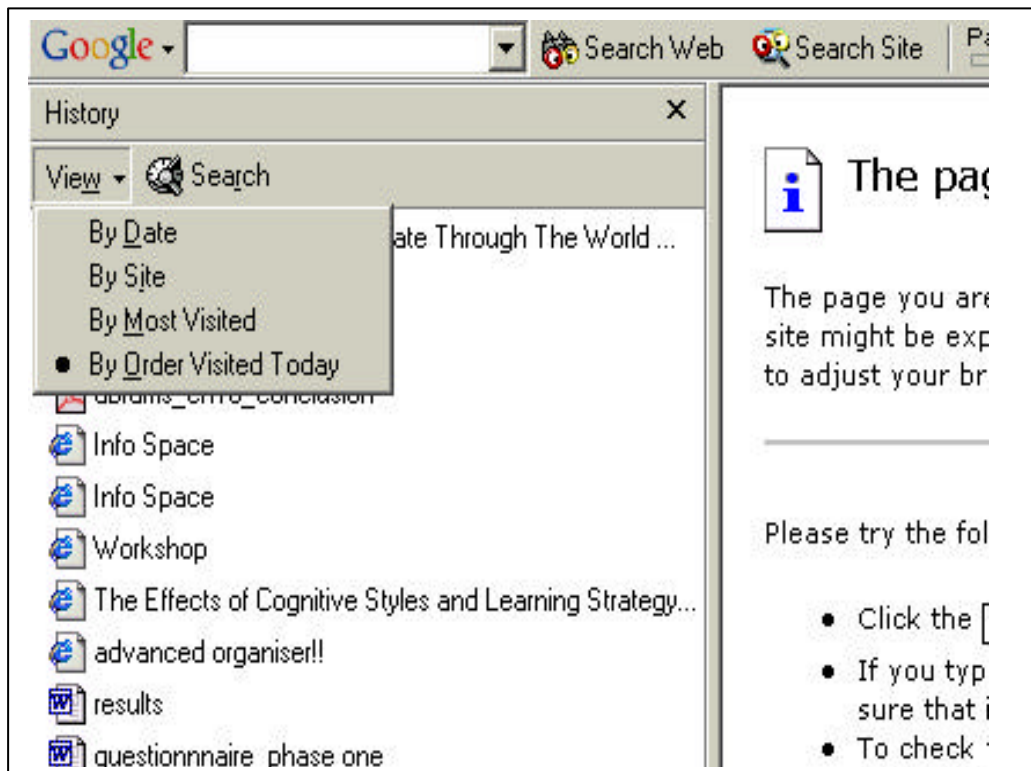 Google Search Web Search Site
History
View Search
By Date
By Site
By Most Visited
By Order Visited Today
ate Through The World ...
Info Space
Info Space
Workshop
The Effects of Cognitive Styles and Learning Strategy...
advanced organiser!!
results
questionnnaire_phase one
The pag
The page you are
site might be exp
to adjust your br
Please try the fol
Click the
If you typ
sure that i
To check